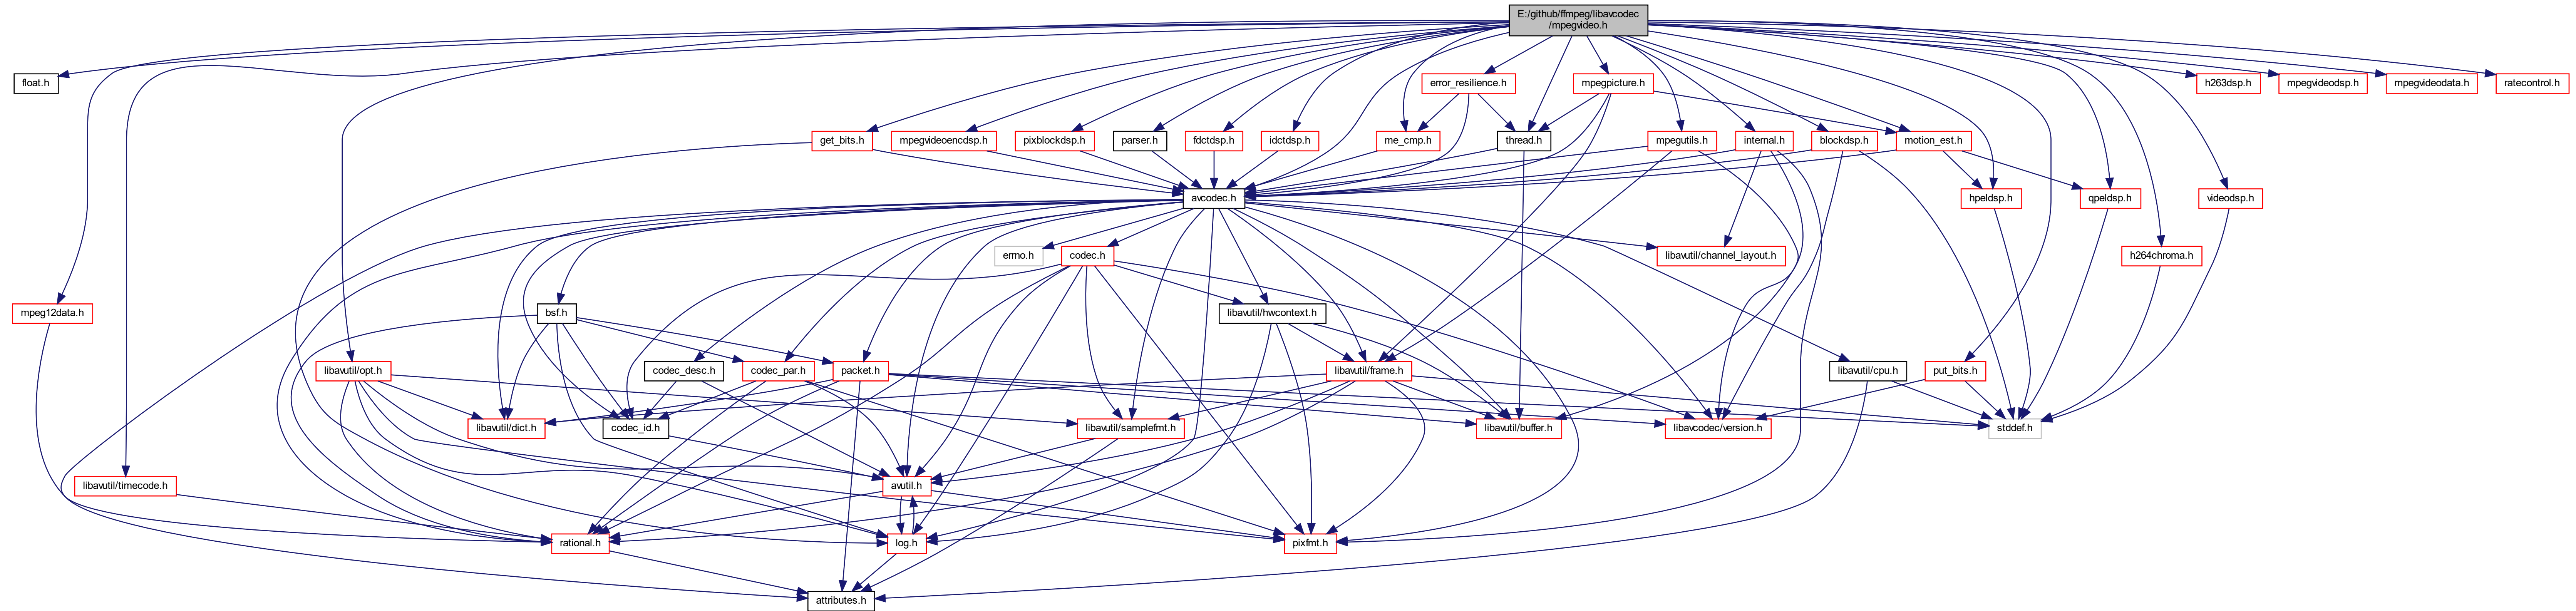 E:/github/ffmpeg/libavcodec
/mpegvideo.h
float.h
error_resilience.h
mpegpicture.h
h263dsp.h
mpegvideodsp.h
mpegvideodata.h
ratecontrol.h
get_bits.h
mpegvideoencdsp.h
pixblockdsp.h
parser.h
fdctdsp.h
idctdsp.h
me_cmp.h
thread.h
mpegutils.h
internal.h
blockdsp.h
motion_est.h
avcodec.h
hpeldsp.h
qpeldsp.h
videodsp.h
errno.h
codec.h
libavutil/channel_layout.h
h264chroma.h
mpeg12data.h
bsf.h
libavutil/hwcontext.h
libavutil/opt.h
codec_desc.h
codec_par.h
packet.h
libavutil/frame.h
libavutil/cpu.h
put_bits.h
libavutil/dict.h
codec_id.h
libavutil/samplefmt.h
libavutil/buffer.h
libavcodec/version.h
stddef.h
libavutil/timecode.h
avutil.h
rational.h
log.h
pixfmt.h
attributes.h